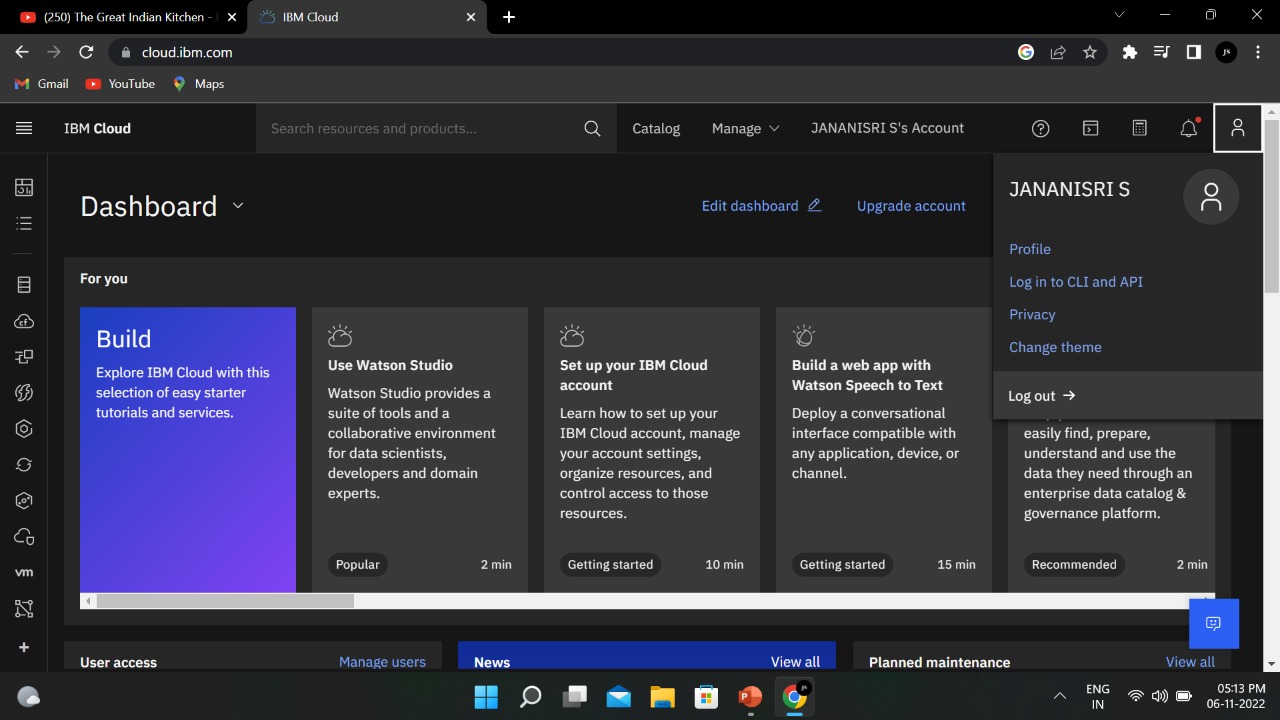 (250) The Great Indian Kitchen -
IBM Cloud
cloud.ibm.com
JS
Gmail
YouTube
Maps
IBM Cloud
Search resources and products...
Catalog
Manage
JANANISRI S's Account
Dashboard
Edit dashboard
Upgrade account
JANANISRI S
Profile
Log in to CLI and API
Privacy
Change theme
Log out →
For you
Build
Explore IBM Cloud with this
selection of easy starter
tutorials and services.
Use Watson Studio
Watson Studio provides a
suite of tools and a
collaborative environment
for data scientists,
developers and domain
experts.
Popular
2 min
Set up your IBM Cloud
account
Learn how to set up your
IBM Cloud account, manage
your account settings,
organize resources, and
control access to those
resources.
Getting started
10 min
Build a web app with
Watson Speech to Text
Deploy a conversational
interface compatible with
any application, device, or
channel.
Getting started
15 min
easily find, prepare,
understand and use the
data they need through an
enterprise data catalog &
governance platform.
Recommended
2 min
vm
User access
Manage users
News
View all
Planned maintenance
View all
ENG
IN
05:13 PM
06-11-2022